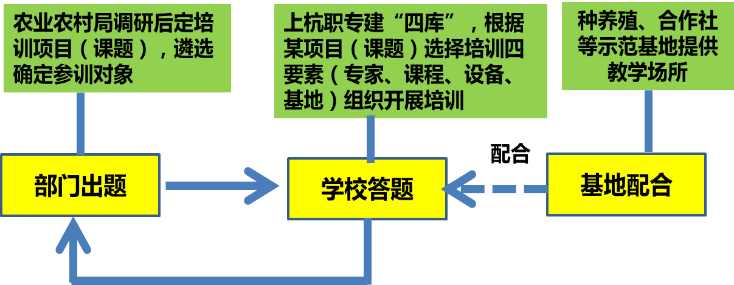 农业农村局调研后定培
训项目（课题），遴选
确定参训对象
上杭职专建“四库”，根据
某项目（课题）选择培训四
要素（专家、课程、设备、
基地）组织开展培训
种养殖、合作社
等示范基地提供
教学场所
部门出题
学校答题
配合
基地配合